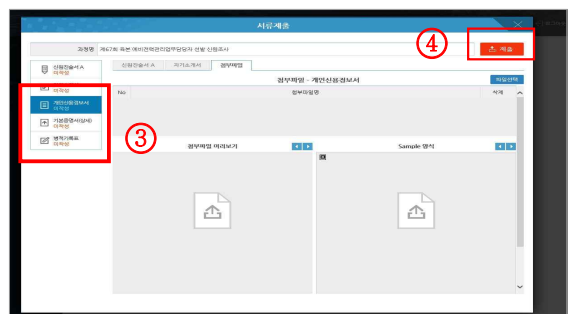 서류제출
과정명 제67회 육본 예비전력관리업무담당자 선발 신원조사
④
제출
신원진술서 A
미작성
미작성
개인신용정보서
미작성
기본증명서(상세)
미작성
병적기록표
미작성
③
신원진술서 A 자기소개서 첨부파일
첨부파일 - 개인신용정보서
파일선택
No 첨부파일명 삭제
첨부파일 미리보기
Sample 양식